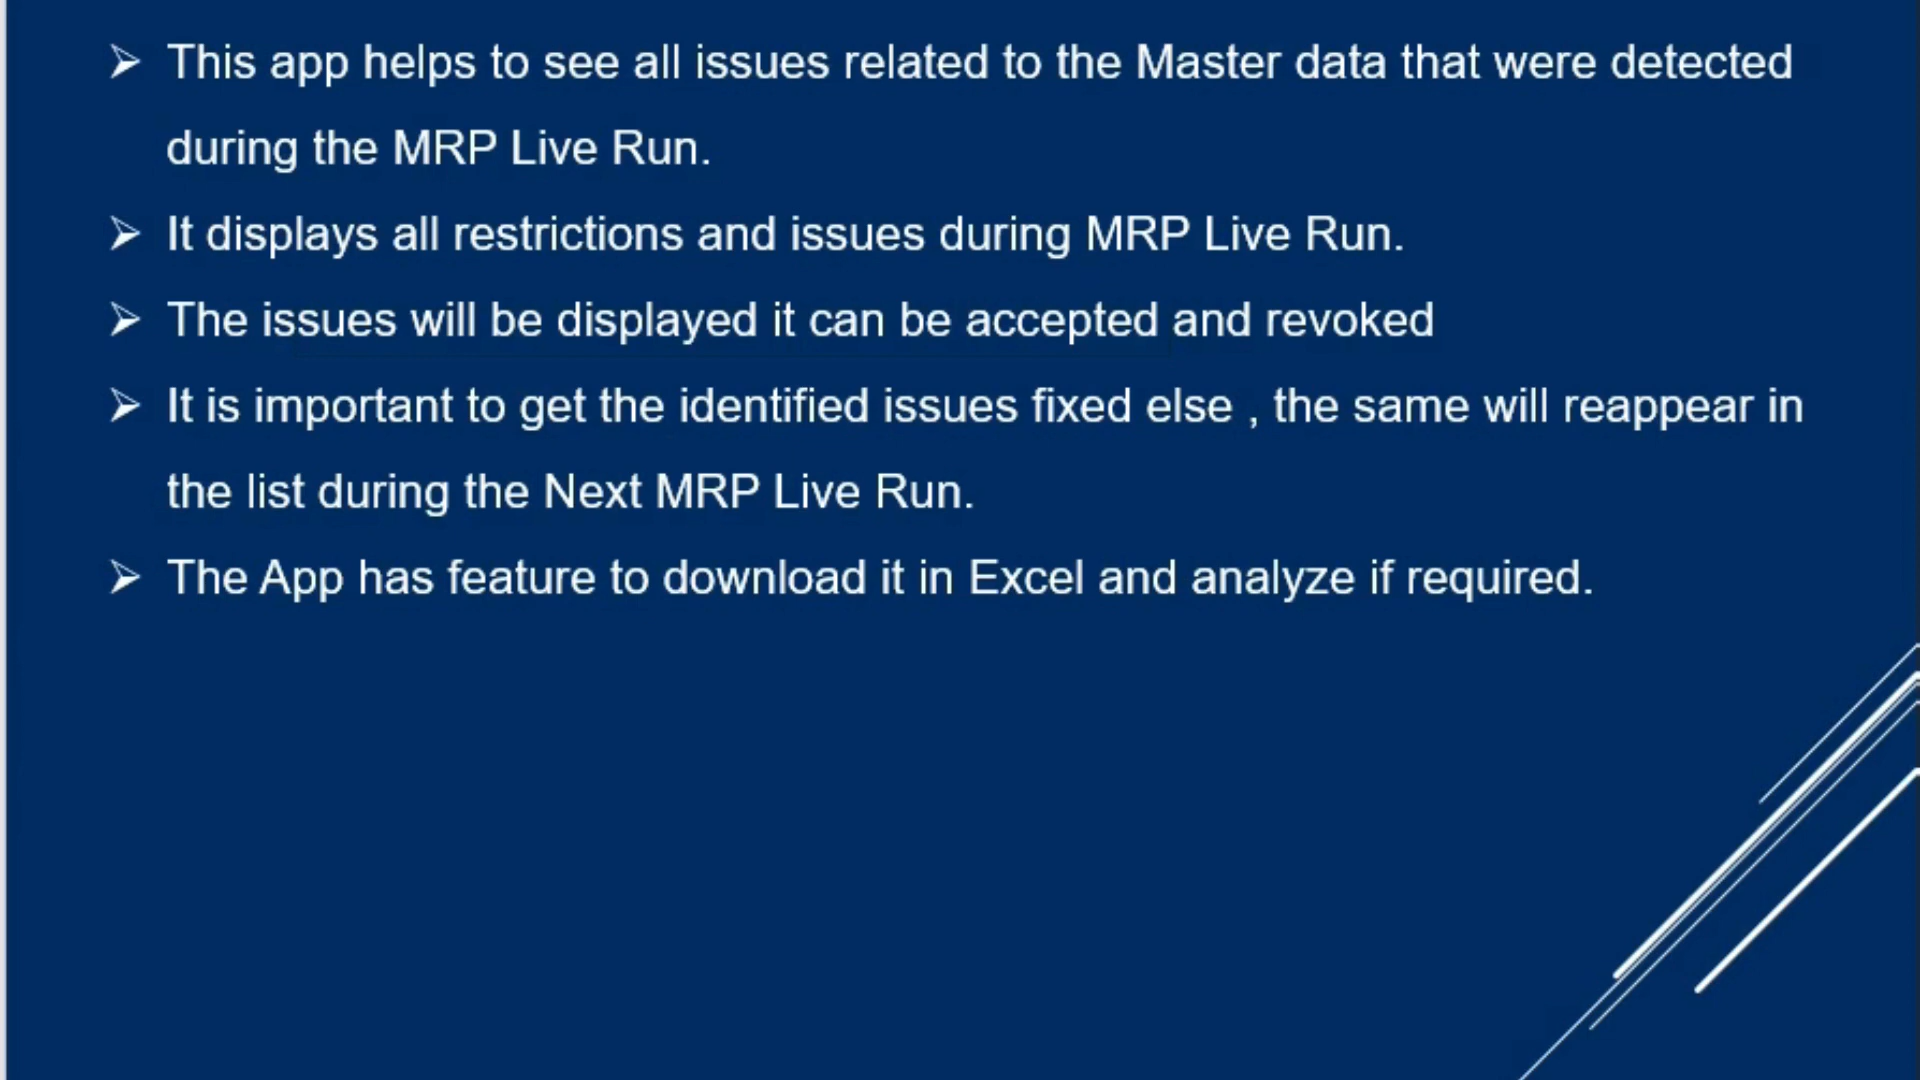 ➢ This app helps to see all issues related to the Master data that were detected
during the MRP Live Run.
➢ It displays all restrictions and issues during MRP Live Run.
➢ The issues will be displayed it can be accepted and revoked
➢ It is important to get the identified issues fixed else , the same will reappear in
the list during the Next MRP Live Run.
➢ The App has feature to download it in Excel and analyze if required.